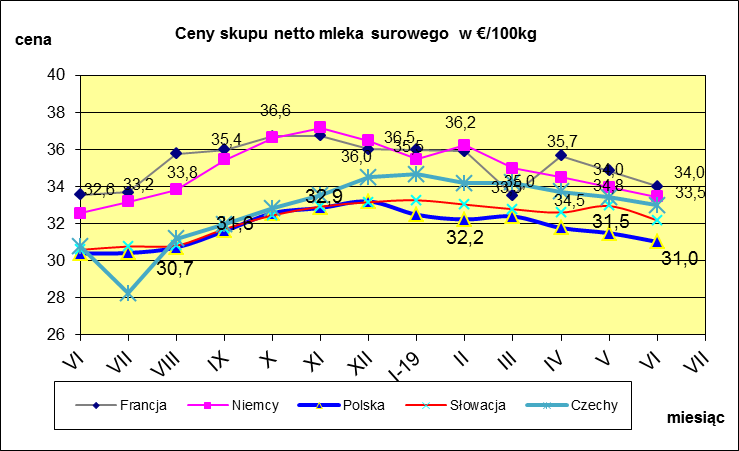 Ceny skupu netto mleka surowego w €/100kg
cena
40
38
36
34
32
30
28
26
32,6
33,2
33,8
35,4
36,6
36,0
36,5
35,5
36,2
33,5
35,0
35,7
34,5
34,0
34,8
34,0
33,5
30,7
31,6
32,9
32,2
31,5
31,0
VI
VII
VIII
IX
X
XI
XII
I-19
II
III
IV
V
VI
VII
Francja Niemcy Polska Słowacja Czechy
miesiąc